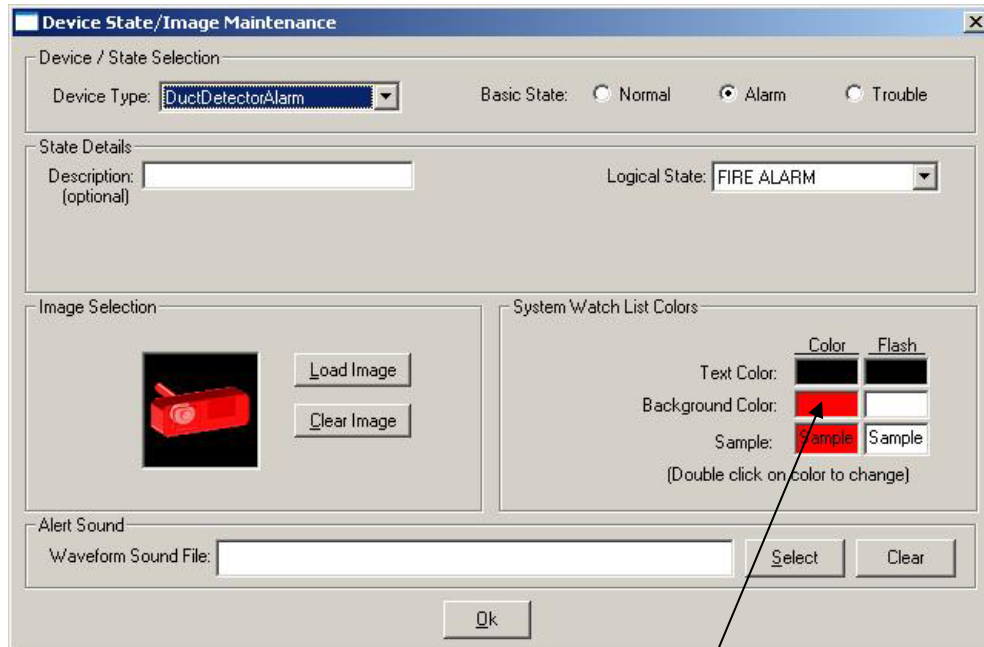 Device State/Image Maintenance
Device / State Selection
Device Type: DuctDetectorAlarm Basic State: Normal Alarm Trouble
State Details
Description: Logical State: FIRE ALARM
(optional)
Image Selection
Load Image
Clear Image
System Watch List Colors
Color Flash
Text Color:
Background Color:
Sample: Sample Sample
(Double click on color to change)
Alert Sound
Waveform Sound File: Select Clear
Ok